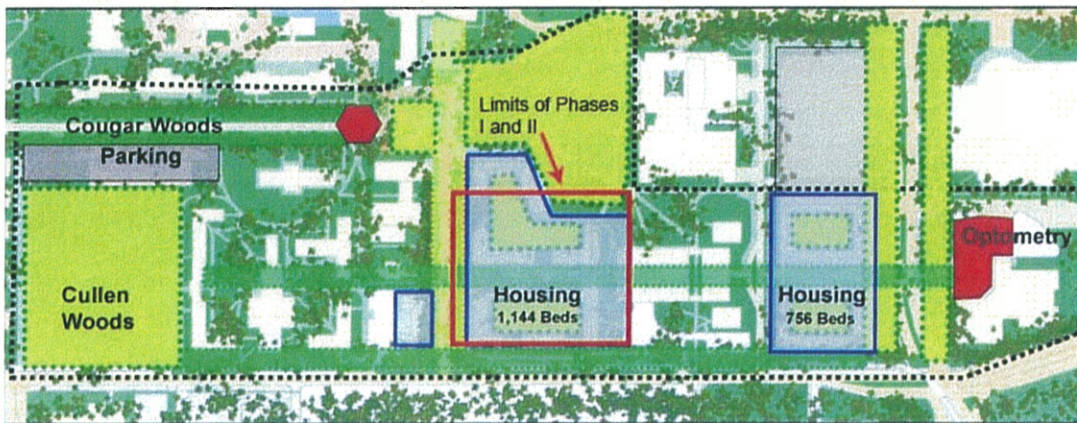 Limits of Phases
I and II
Cougar Woods
Parking
Cullen
Woods
Housing
1,144 Beds
Housing
756 Beds
Optometry